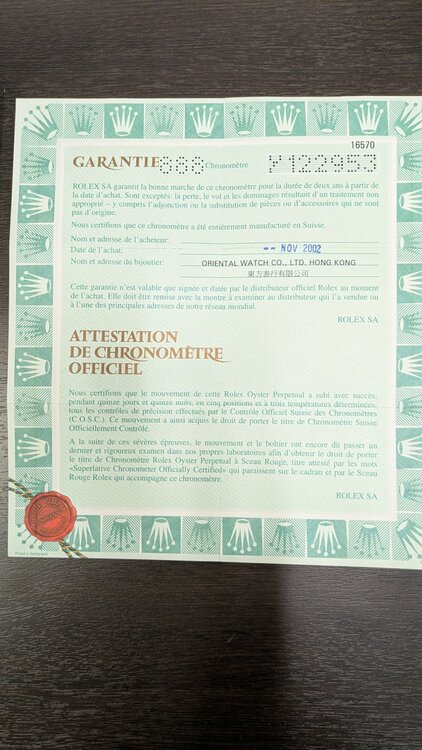 16570
GARANTIE 888 Chronomètre Y122953
ROLEX SA garantit la bonne marche de ce chronomètre pour la durée de deux ans à partir de
la date d'achat. Sont exceptés: la perte, le vol et les dommages résultant d'un traitement non
approprié – y compris l'adjonction ou la substitution de pièces ou d'accessoires qui ne sont
pas d'origine.
Nous certifions que ce chronomètre a été entièrement manufacturé en Suisse.
Nom et adresse de l'acheteur:
Date de l'achat: -- NOV 2002
Nom et adresse du bijoutier: ORIENTAL WATCH CO., LTD. HONG KONG
東方表行有限公司
Cette garantie n'est valable que signée et datée par le distributeur officiel Rolex au moment
de l'achat. Elle doit être remise avec la montre à examiner au distributeur qui l'a vendue ou
à l'une des principales adresses de notre réseau mondial.
ROLEX SA
ATTESTATION
DE CHRONOMÈTRE
OFFICIEL
Nous certifions que le mouvement de cette Rolex Oyster Perpetual a subi avec succès,
pendant quinze jours et quinze nuits, en cinq positions et à trois températures déterminées,
tous les contrôles de précision effectués par le Contrôle Officiel Suisse des Chronomètres
(C.O.S.C.). Ce mouvement a ainsi acquis le droit de porter le titre de Chronomètre Suisse
Officiellement Contrôlé.
A la suite de ces sévères épreuves, le mouvement et le boîtier ont encore dû passer un
dernier et rigoureux examen dans nos propres laboratoires afin d'obtenir le droit de porter
le titre de Chronomètre Rolex Oyster Perpetual à Sceau Rouge, titre attesté par les mots
«Superlative Chronometer Officially Certified» qui paraissent sur le cadran et par le Sceau
Rouge Rolex qui accompagne ce chronomètre.
ROLEX SA
Printed in Switzerland